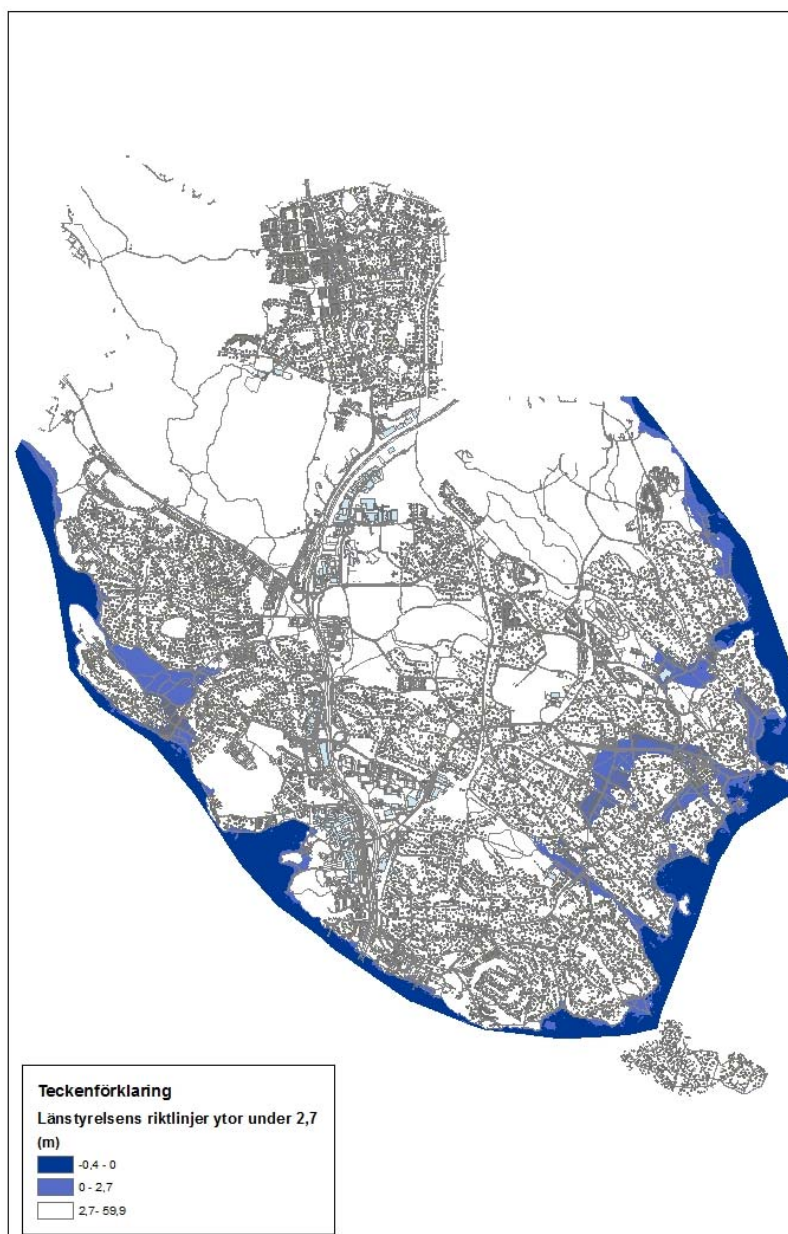 Teckenförklaring
Länstyrelsens riktlinjer ytor under 2,7
(m)
-0,4 - 0
0 - 2,7
2,7- 59,9